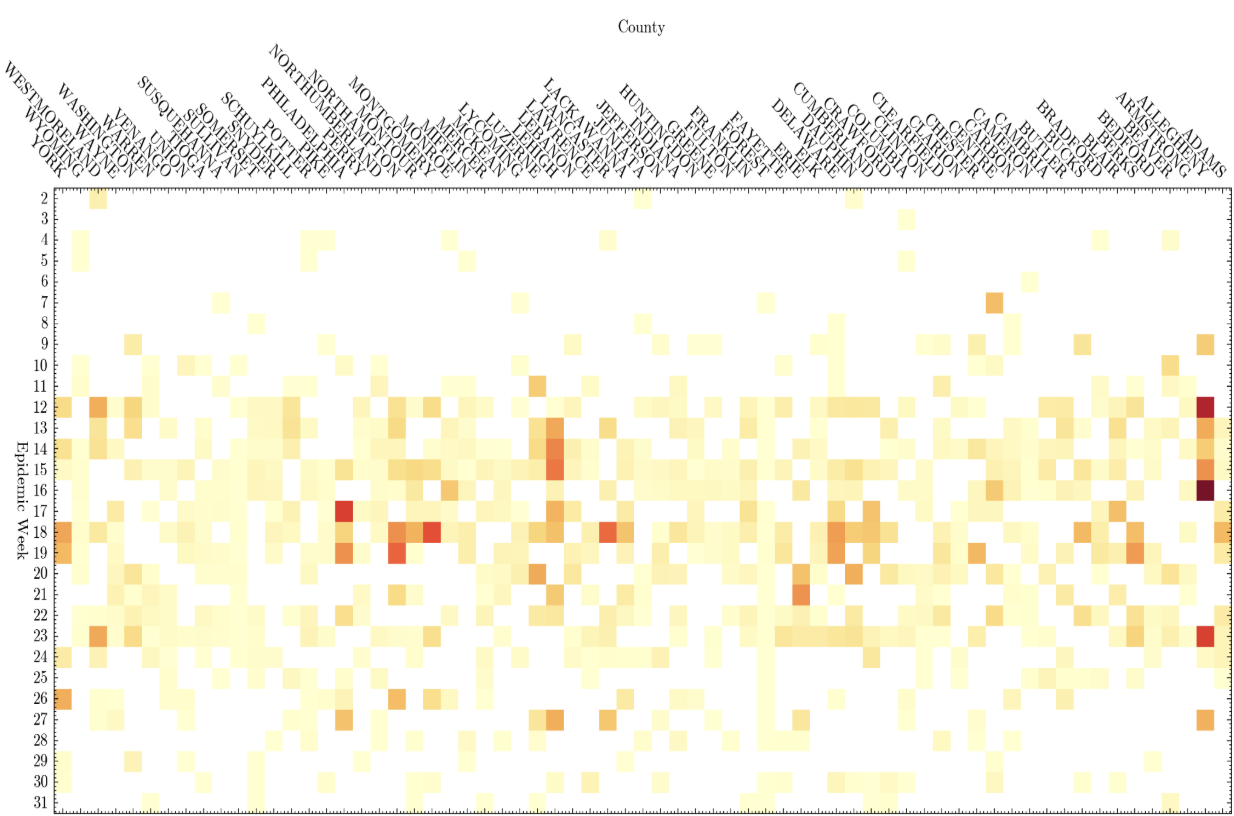 County
YORK
WYOMING
WESTMORELAND
WAYNE
WASHINGTON
WARREN
VENANGO
UNION
TIOGA
SUSQUEHANNA
SULLIVAN
SOMERSET
SNYDER
SCHUYLKILL
POTTER
PIKE
PHILADELPHIA
PERRY
NORTHUMBERLAND
NORTHAMPTON
MONTOUR
MONTGOMERY
MONROE
MIFFLIN
MERCER
MCKEAN
LYCOMING
LUZERNE
LEHIGH
LEBANON
LAWRENCE
LANCASTER
LACKAWANNA
JUNIATA
JEFFERSON
INDIANA
HUNTINGDON
GREENE
FULTON
FRANKLIN
FOREST
FAYETTE
ERIE
ELK
DELAWARE
DAUPHIN
CUMBERLAND
CRAWFORD
COLUMBIA
CLINTON
CLEARFIELD
CLARION
CHESTER
CENTRE
CARBON
CAMERON
CAMBRIA
BUTLER
BUCKS
BRADFORD
BLAIR
BERKS
BEDFORD
BEAVER
ARMSTRONG
ALLEGHENY
ADAMS
Epidemic Week
2
3
4
5
6
7
8
9
10
11
12
13
14
15
16
17
18
19
20
21
22
23
24
25
26
27
28
29
30
31